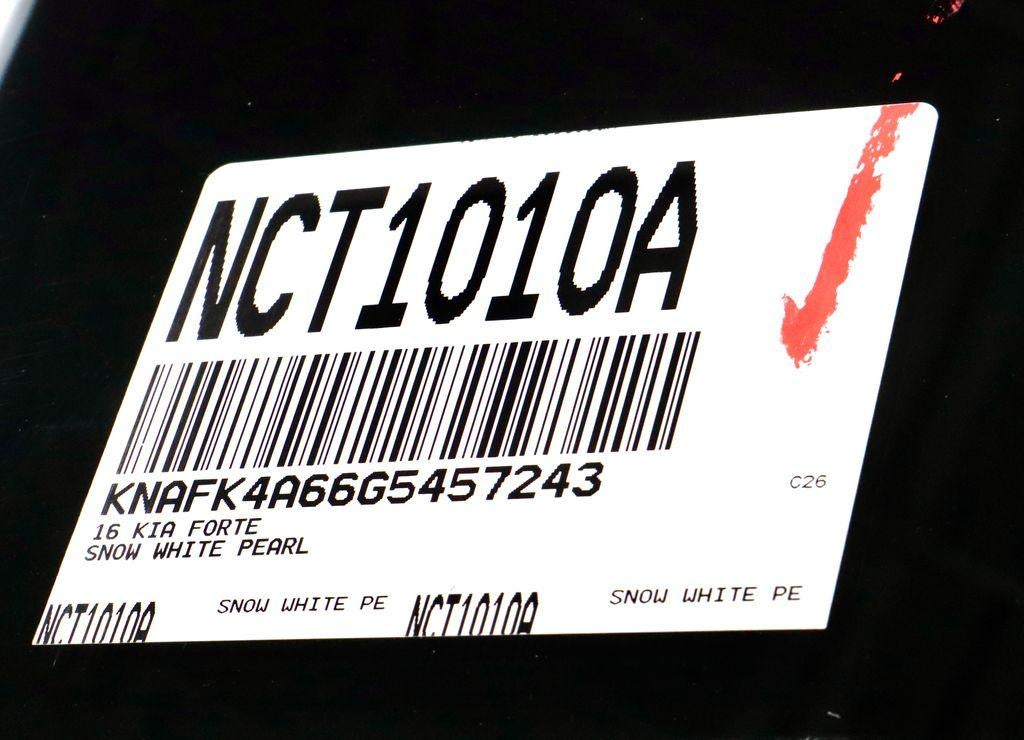 NCT1010A
KNAFK4A66G5457243
C26
16 KIA FORTE
SNOW WHITE PEARL
NCT1010A SNOW WHITE PE NCT1010A SNOW WHITE PE